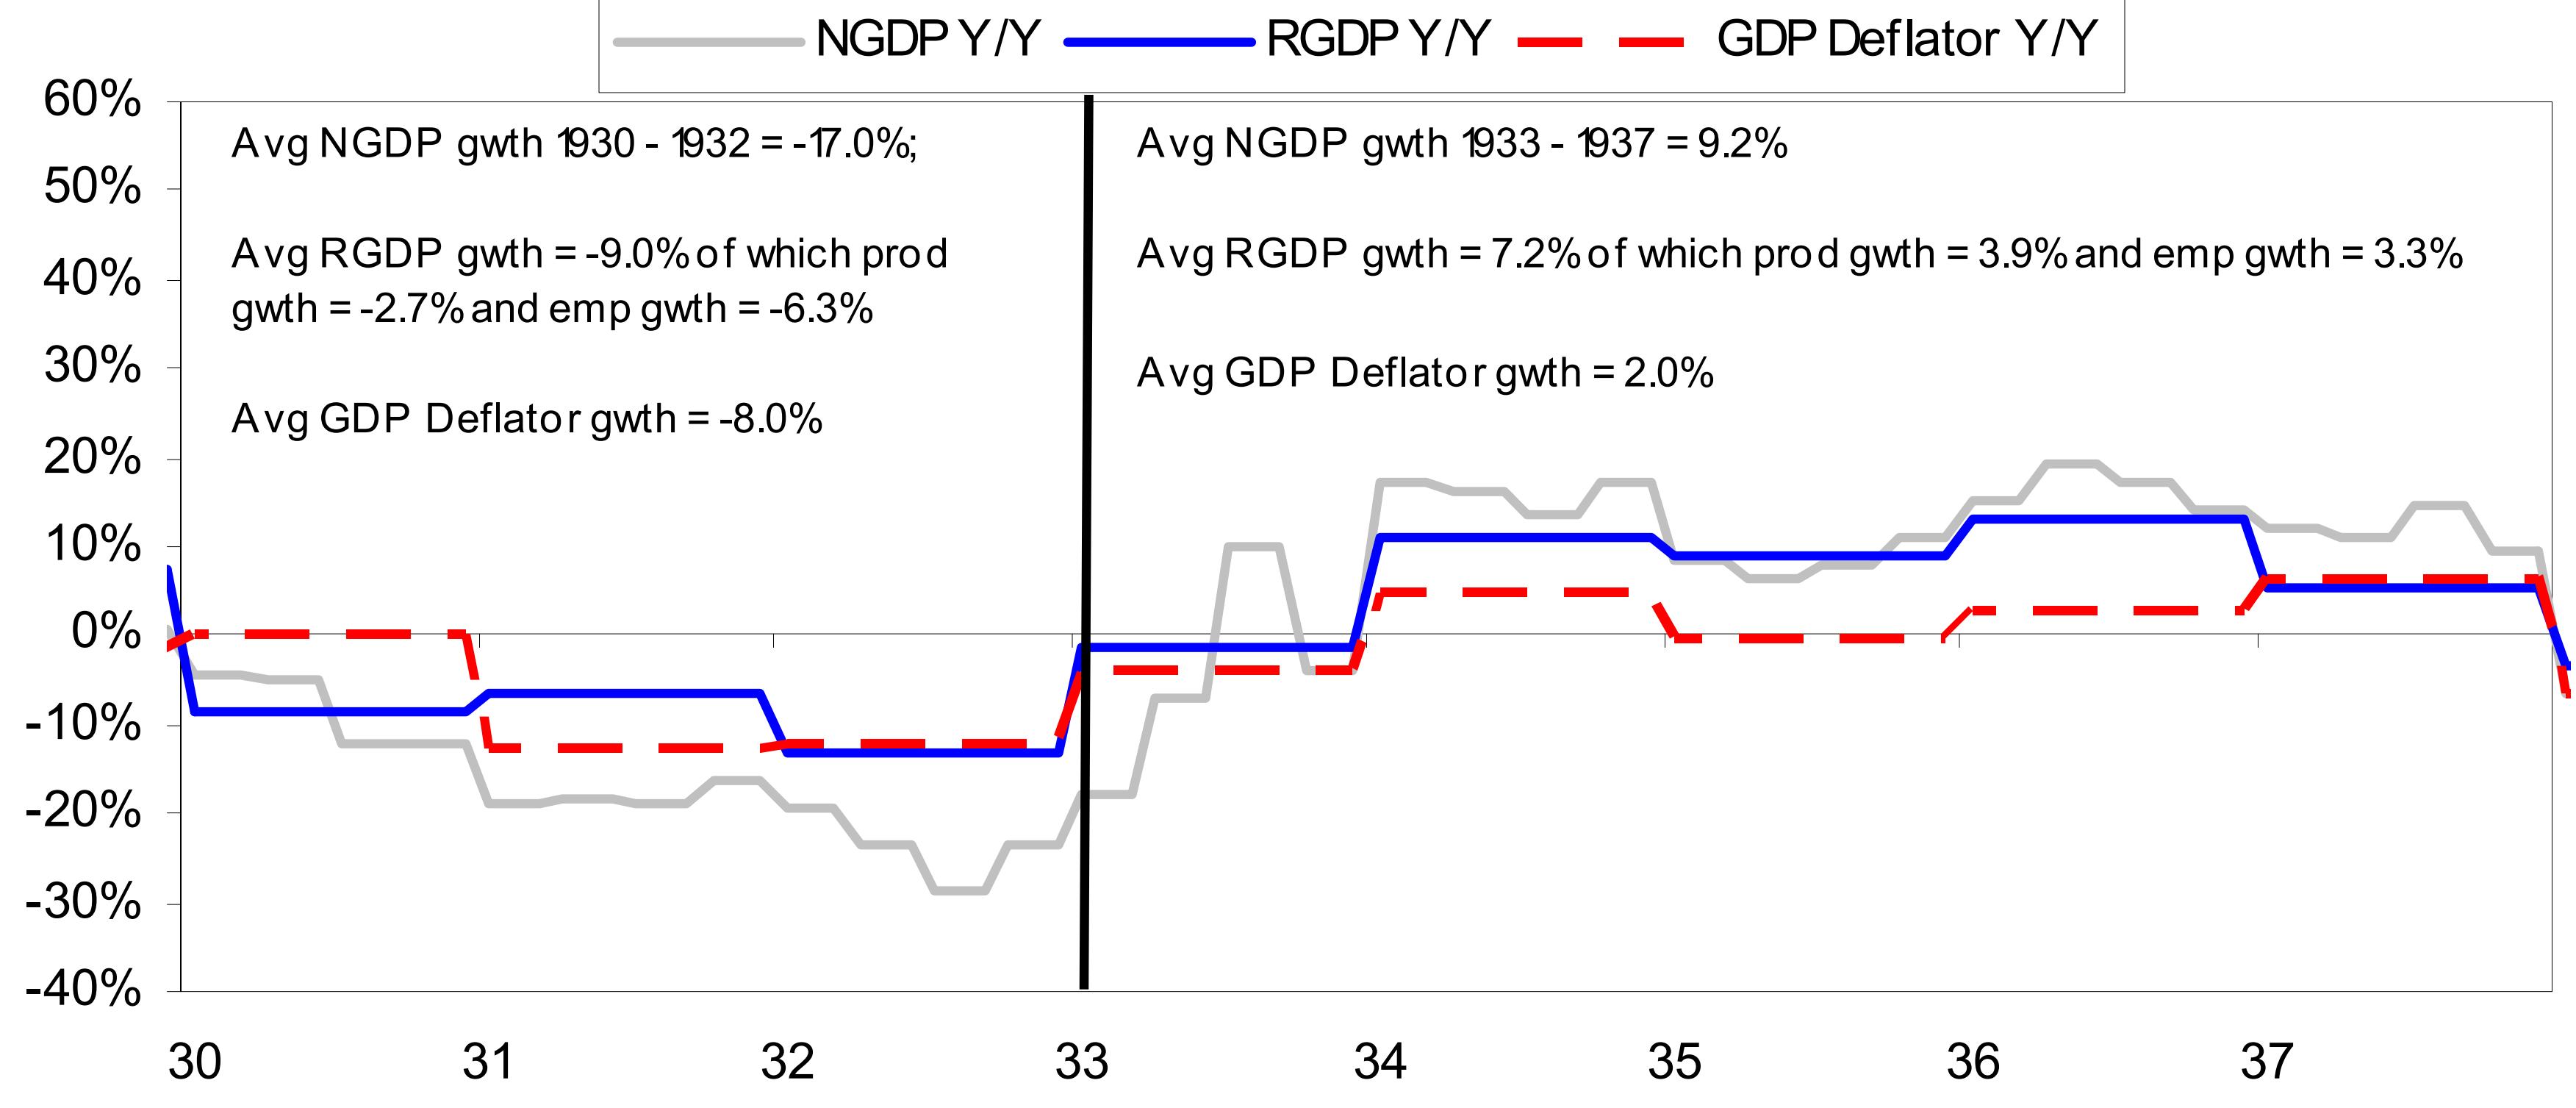 NGDP Y/Y RGDP Y/Y GDP Deflator Y/Y
60%
50%
40%
30%
20%
10%
0%
-10%
-20%
-30%
-40%
Avg NGDP gwth 1930 - 1932 = -17.0%;
Avg RGDP gwth = -9.0% of which prod
gwth = -2.7% and emp gwth = -6.3%
Avg GDP Deflator gwth = -8.0%
Avg NGDP gwth 1933 - 1937 = 9.2%
Avg RGDP gwth = 7.2% of which prod gwth = 3.9% and emp gwth = 3.3%
Avg GDP Deflator gwth = 2.0%
30 31 32 33 34 35 36 37